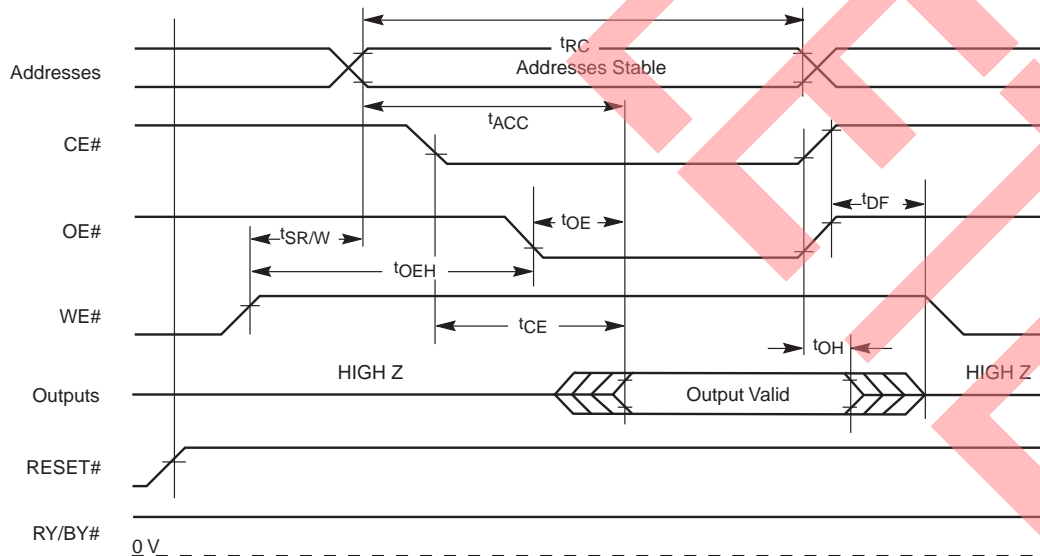 tRC
Addresses
Addresses Stable
tACC
CE#
tDF
OE#
tOE
tSR/W
tOEH
WE#
tCE
tOH
HIGH Z
HIGH Z
Outputs
Output Valid
RESET#
RY/BY#
0 V